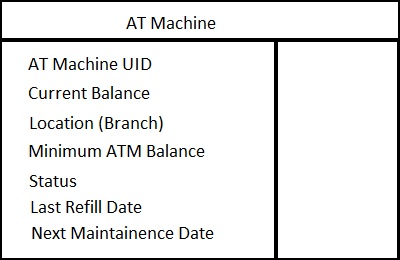 AT Machine
AT Machine UID
Current Balance
Location (Branch)
Minimum ATM Balance
Status
Last Refill Date
Next Maintainence Date